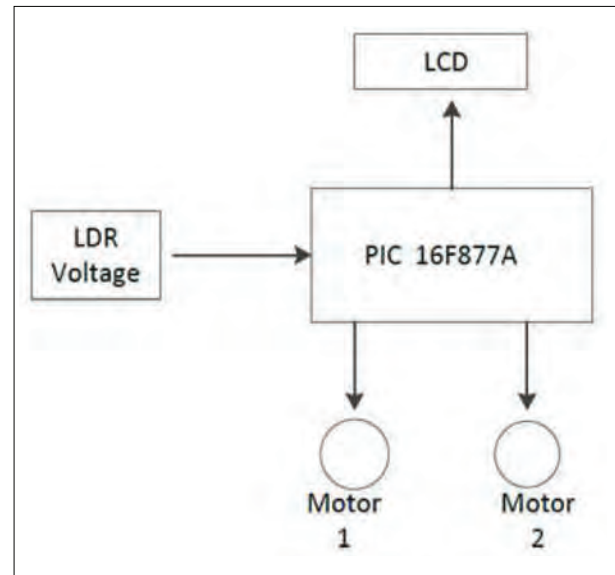 LCD
LDR
Voltage
PIC 16F877A
Motor
1
Motor
2